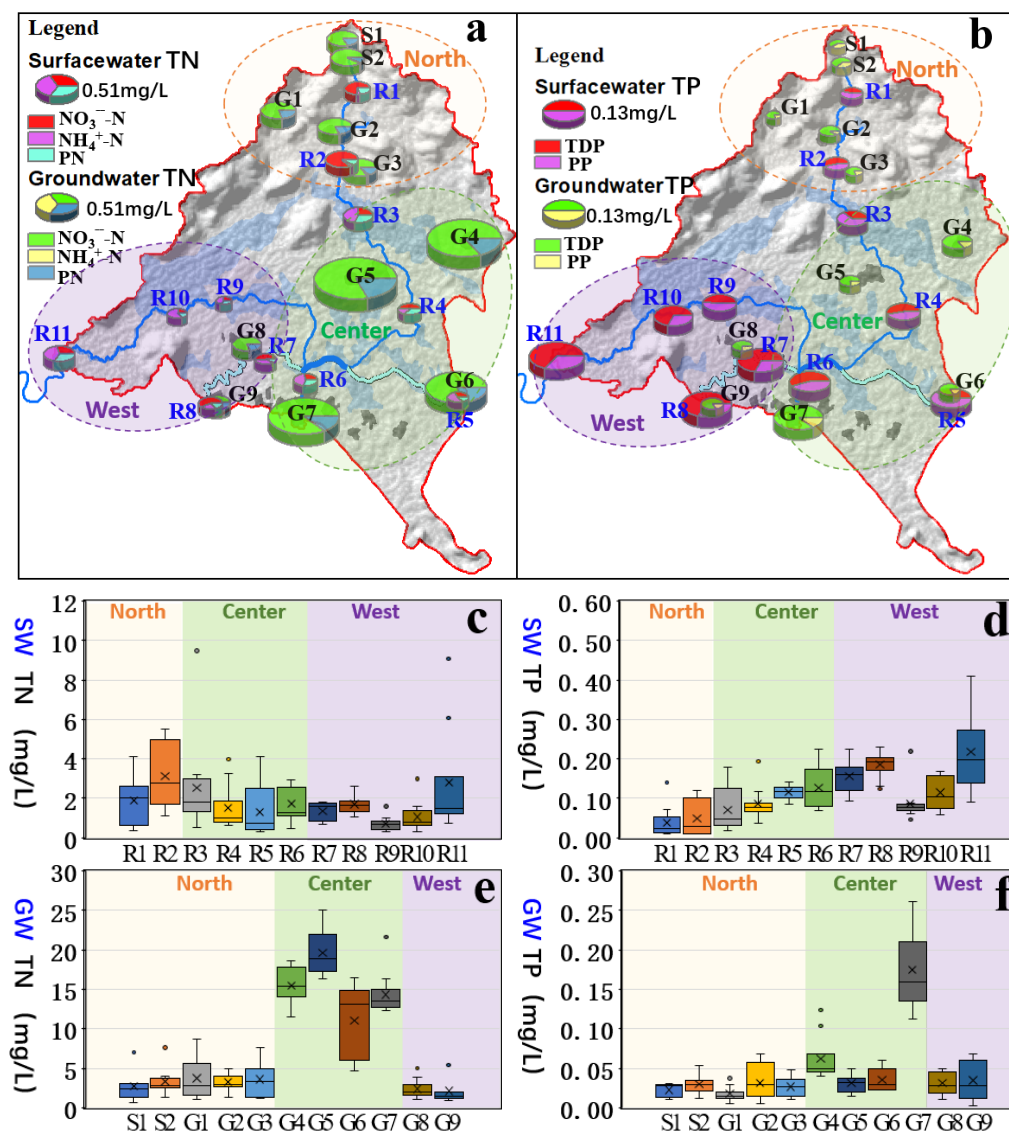 a
Legend
Surfacewater TN
0.51mg/L
NO₃⁻-N
NH₄⁺-N
PN
Groundwater TN
0.51mg/L
NO₃⁻-N
NH₄⁺-N
PN
S1
S2
North
R1
G1
G2
R2
G3
R3
G4
G5
R9
R10
R4
R11
Center
G8
R7
R6
G6
R5
West
R8
G9
G7
b
Legend
Surfacewater TP
0.13mg/L
TDP
PP
Groundwater TP
0.13mg/L
TDP
PP
S1
S2
North
R1
G1
G2
R2
G3
R3
G4
G5
R9
R10
R4
R11
Center
G8
R7
R6
G6
R5
West
R8
G9
G7
c
North Center West
SW TN (mg/L)
12
10
8
6
4
2
0
R1 R2 R3 R4 R5 R6 R7 R8 R9 R10 R11
d
North Center West
SW TP (mg/L)
0.60
0.50
0.40
0.30
0.20
0.10
0.00
R1 R2 R3 R4 R5 R6 R7 R8 R9 R10 R11
e
North Center West
GW TN (mg/L)
30
25
20
15
10
5
0
S1 S2 G1 G2 G3 G4 G5 G6 G7 G8 G9
f
North Center West
GW TP (mg/L)
0.30
0.25
0.20
0.15
0.10
0.05
0.00
S1 S2 G1 G2 G3 G4 G5 G6 G7 G8 G9